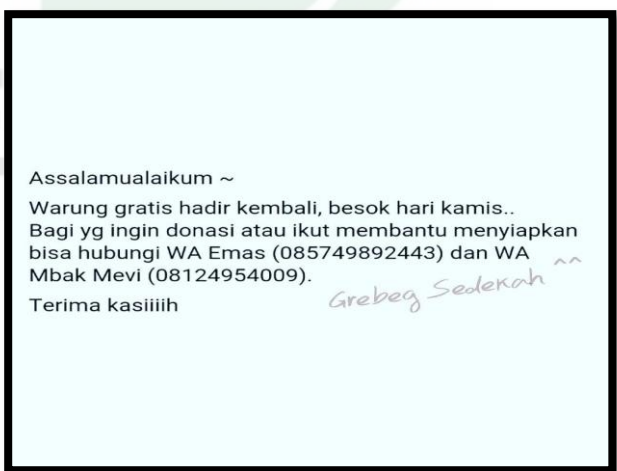 Assalamualaikum ~
Warung gratis hadir kembali, besok hari kamis..
Bagi yg ingin donasi atau ikut membantu menyiapkan
bisa hubungi WA Emas (085749892443) dan WA
Mbak Mevi (08124954009).
Terima kasiiiih
Grebeg Sedekah ^^